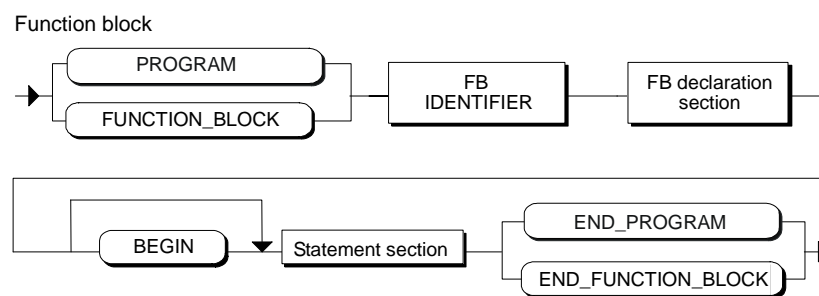 Function block
PROGRAM
FUNCTION_BLOCK
FB
IDENTIFIER
FB declaration
section
BEGIN
Statement section
END_PROGRAM
END_FUNCTION_BLOCK